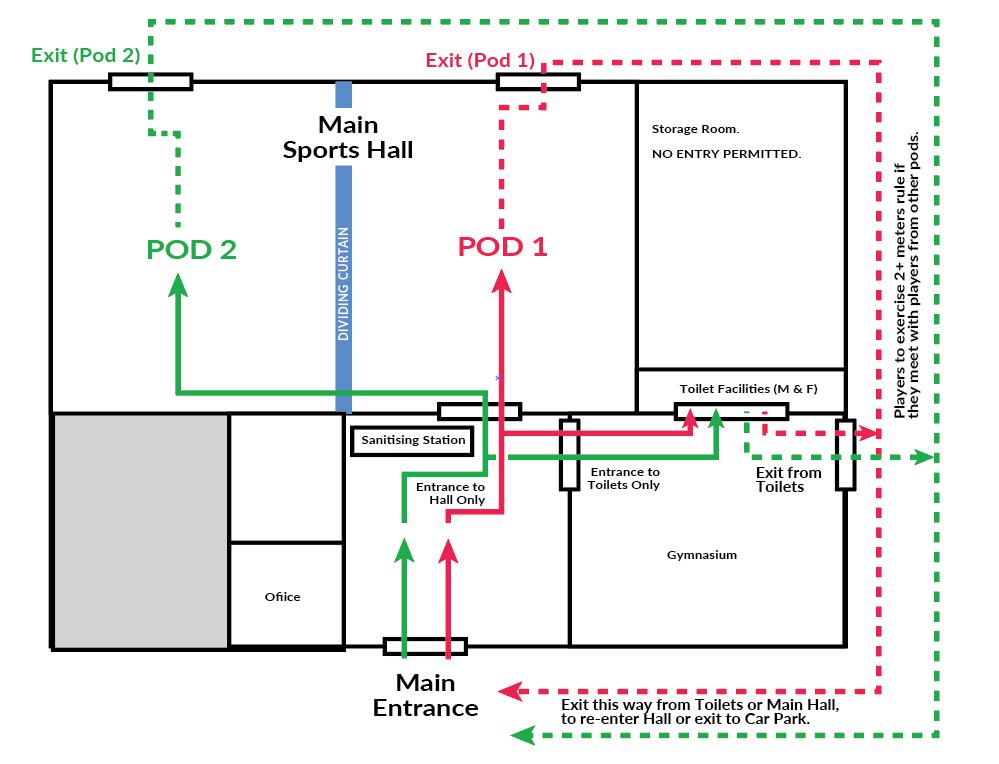 Exit (Pod 2)
Exit (Pod 1)
Main
Sports Hall
Storage Room.
NO ENTRY PERMITTED.
Players to exercise 2+ meters rule if
they meet with players from other pods.
POD 2
POD 1
DIVIDING CURTAIN
Toilet Facilities (M & F)
Sanitising Station
Entrance to
Hall Only
Entrance to
Toilets Only
Exit from
Toilets
Gymnasium
Ofiice
Main
Entrance
Exit this way from Toilets or Main Hall,
to re-enter Hall or exit to Car Park.